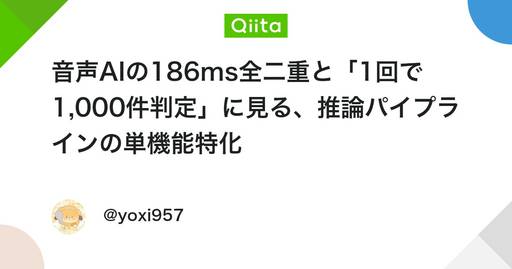 Qiita
音声AIの186ms全二重と「1回で
1,000件判定」に見る、推論パイプラ
インの単機能特化
@yoxi957